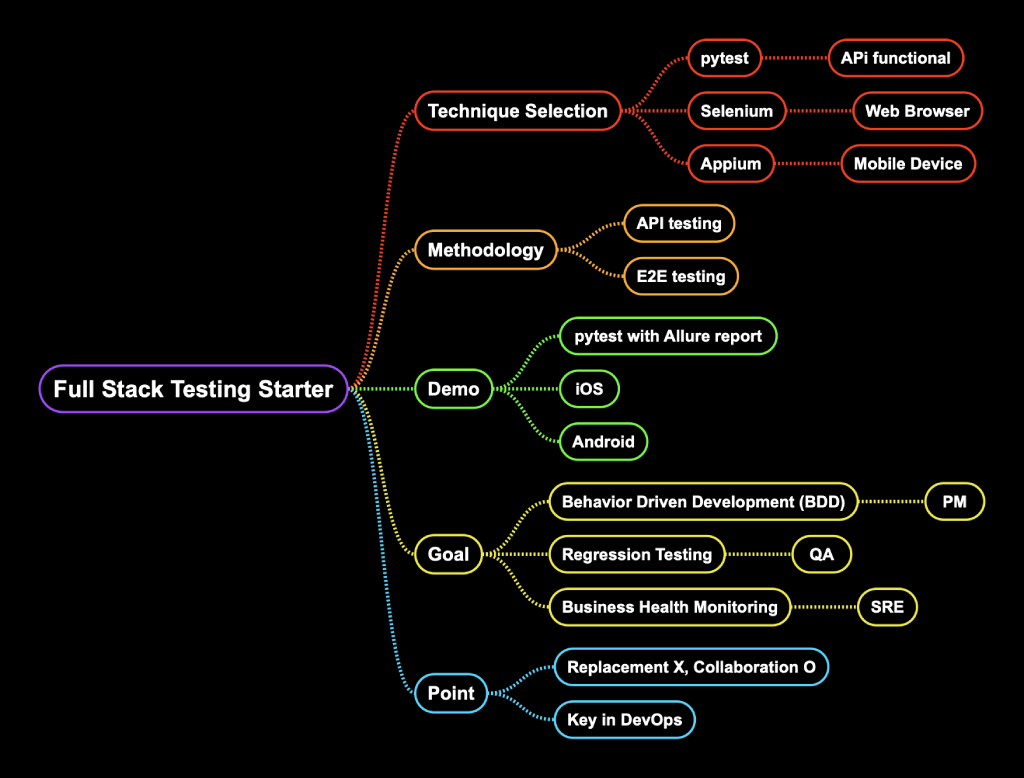 Full Stack Testing Starter
Technique Selection
pytest
APi functional
Selenium
Web Browser
Appium
Mobile Device
Methodology
API testing
E2E testing
Demo
pytest with Allure report
iOS
Android
Goal
Behavior Driven Development (BDD)
PM
Regression Testing
QA
Business Health Monitoring
SRE
Point
Replacement X, Collaboration O
Key in DevOps